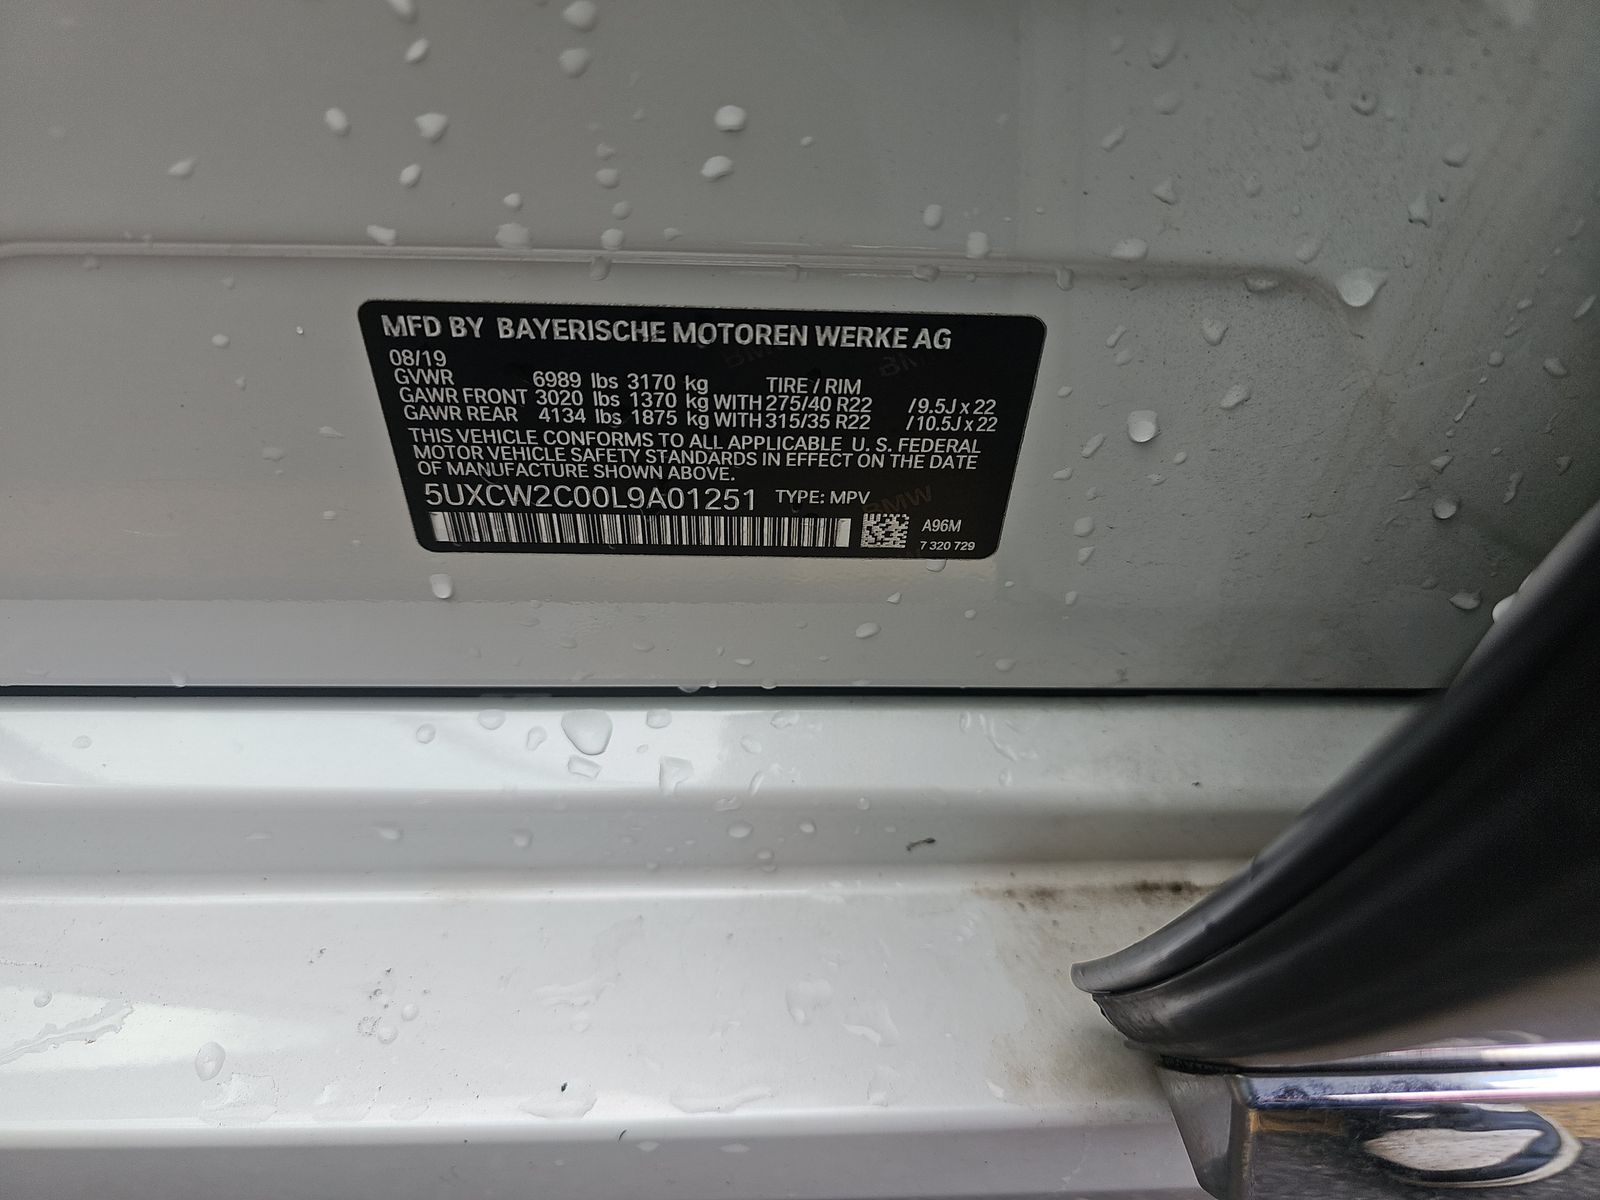 MFD BY BAYERISCHE MOTOREN WERKE AG
08/19
GVWR 6989 lbs 3170 kg TIRE / RIM
GAWR FRONT 3020 lbs 1370 kg WITH 275/40 R22 /9.5J x 22
GAWR REAR 4134 lbs 1875 kg WITH 315/35 R22 /10.5J x 22
THIS VEHICLE CONFORMS TO ALL APPLICABLE U. S. FEDERAL
MOTOR VEHICLE SAFETY STANDARDS IN EFFECT ON THE DATE
OF MANUFACTURE SHOWN ABOVE.
5UXCW2C00L9A01251 TYPE: MPV
BMW
A96M
7 320 729